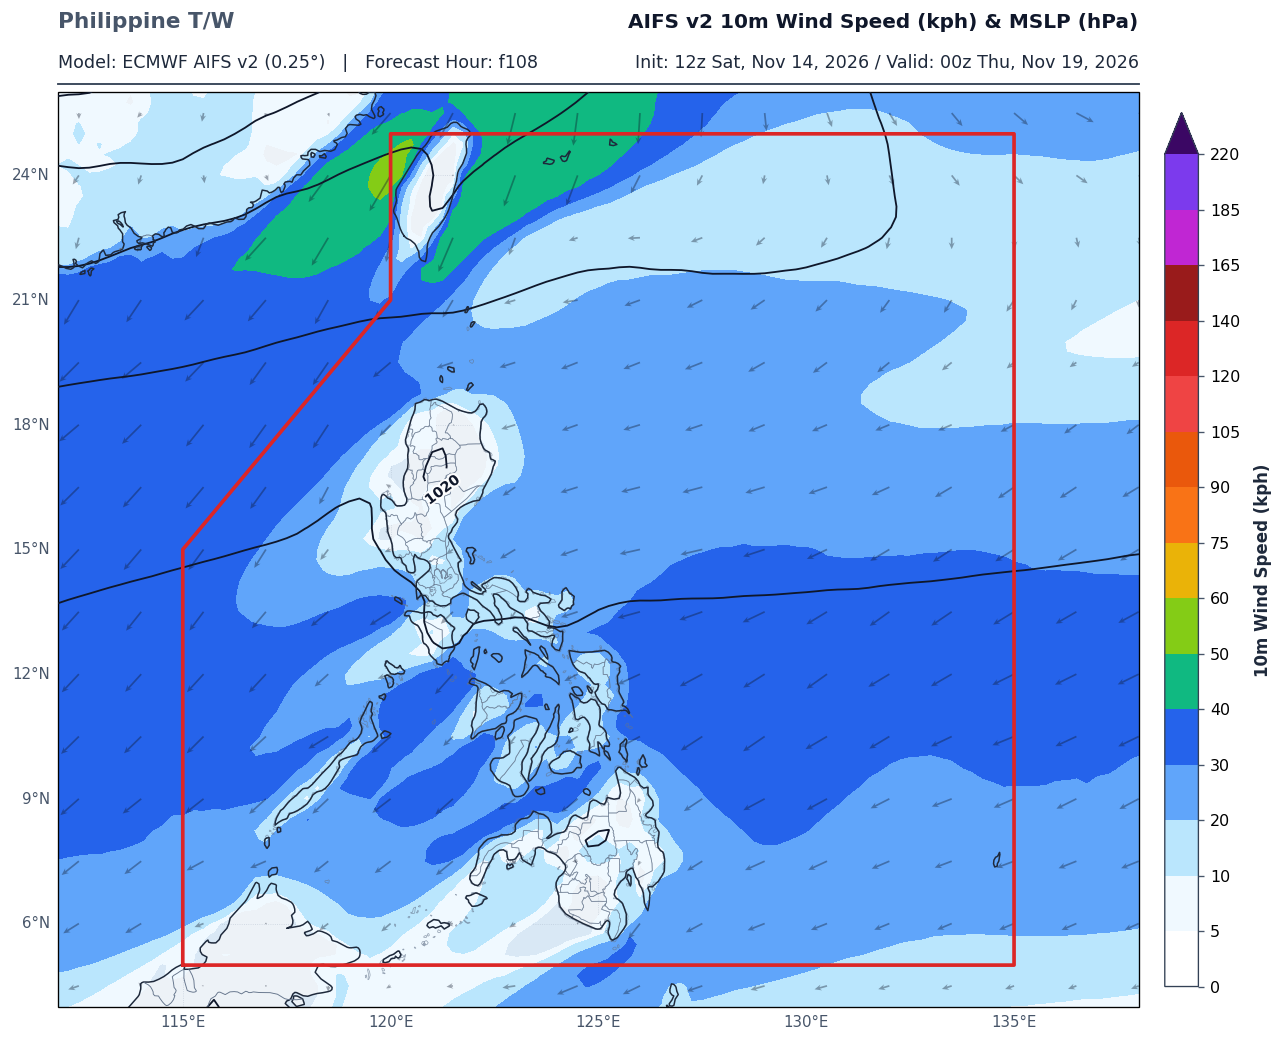 Philippine T/W
AIFS v2 10m Wind Speed (kph) & MSLP (hPa)
Model: ECMWF AIFS v2 (0.25°) | Forecast Hour: f108
Init: 12z Sat, Nov 14, 2026 / Valid: 00z Thu, Nov 19, 2026
24°N
21°N
18°N
15°N
12°N
9°N
6°N
1020
115°E
120°E
125°E
130°E
135°E
220
185
165
140
120
105
90
75
60
50
40
30
20
10
5
0
10m Wind Speed (kph)